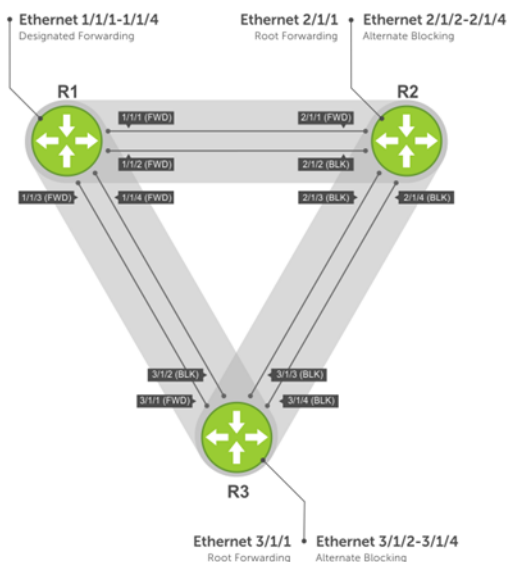 Ethernet 1/1/1-1/1/4
Designated Forwarding
Ethernet 2/1/1
Root Forwarding
Ethernet 2/1/2-2/1/4
Alternate Blocking
R1
R2
1/1/1 (FWD)
2/1/1 (FWD)
1/1/2 (FWD)
2/1/2 (BLK)
1/1/3 (FWD)
1/1/4 (FWD)
2/1/3 (BLK)
2/1/4 (BLK)
3/1/2 (BLK)
3/1/3 (BLK)
3/1/1 (FWD)
3/1/4 (BLK)
R3
Ethernet 3/1/1
Root Forwarding
Ethernet 3/1/2-3/1/4
Alternate Blocking